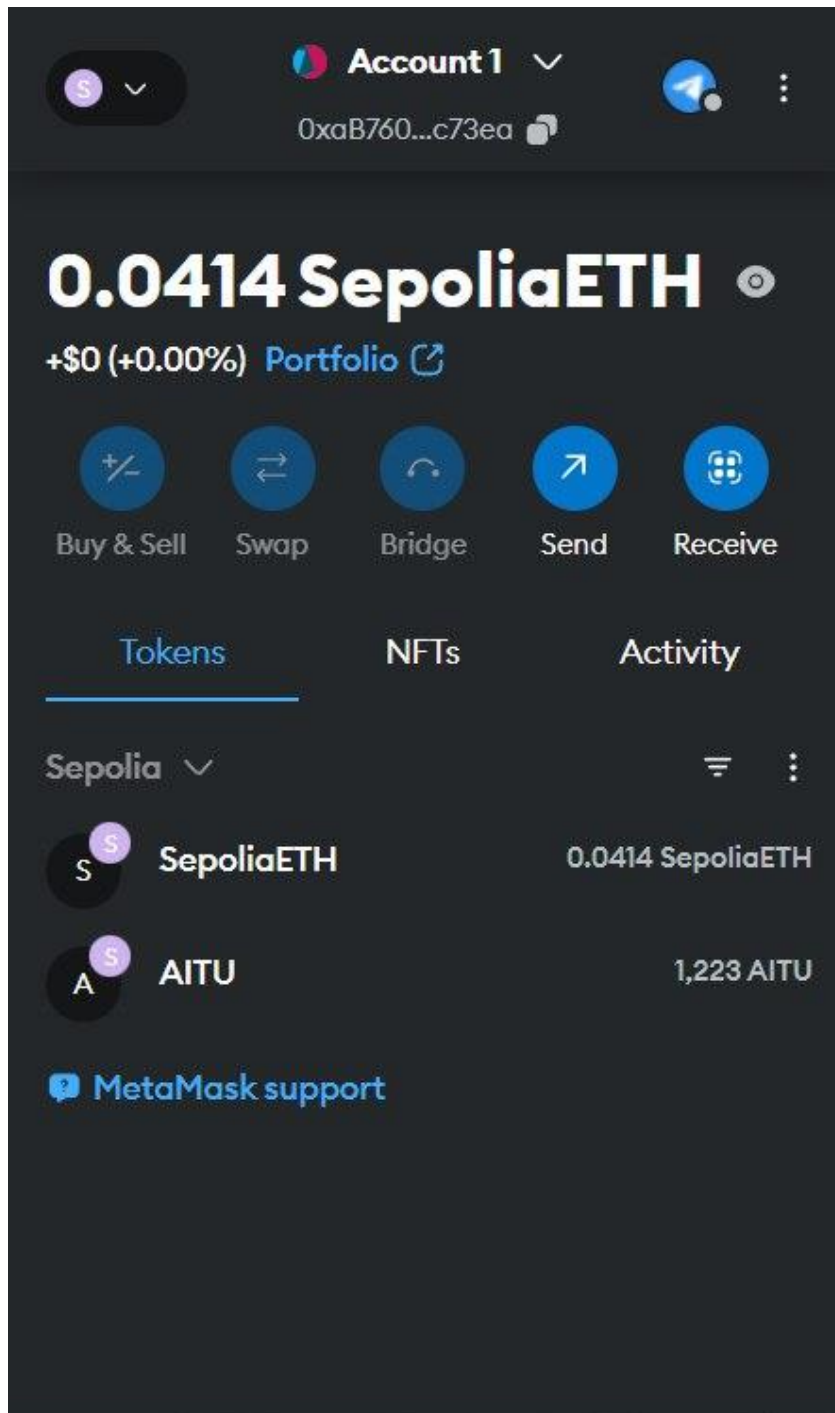 S
Account 1
0xaB760...c73ea
0.0414 SepoliaETH
+$0 (+0.00%) Portfolio
Buy & Sell Swap Bridge Send Receive
Tokens NFTs Activity
Sepolia
S S SepoliaETH 0.0414 SepoliaETH
A S AITU 1,223 AITU
MetaMask support